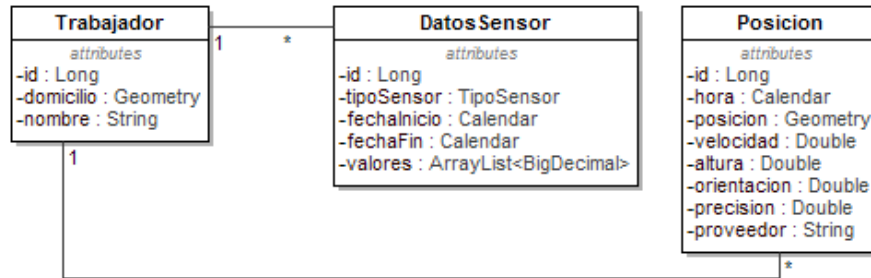 Trabajador
attributes
-id : Long
-domicilio : Geometry
-nombre : String
1
*
1
DatosSensor
attributes
-id : Long
-tipoSensor : TipoSensor
-fechaInicio : Calendar
-fechaFin : Calendar
-valores : ArrayList<BigDecimal>
Posicion
attributes
-id : Long
-hora : Calendar
-posicion : Geometry
-velocidad : Double
-altura : Double
-orientacion : Double
-precision : Double
-proveedor : String
*